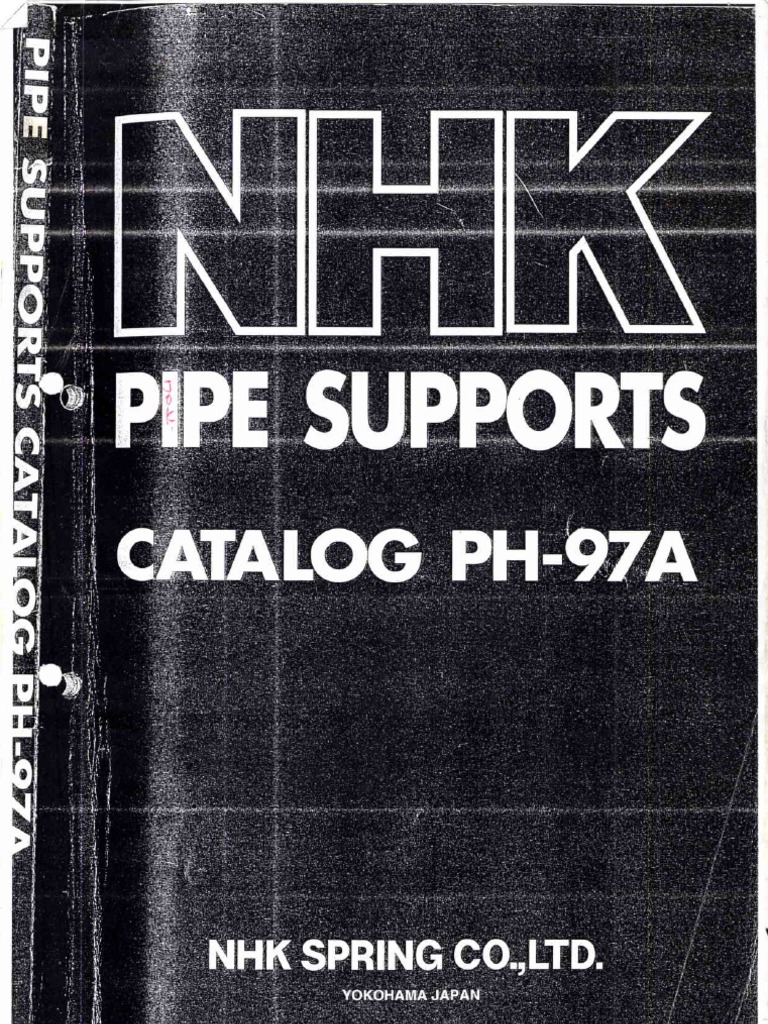 PIPE SUPPORTS CATALOG PH-97A
NHK
PIPE SUPPORTS
CATALOG PH-97A
NHK SPRING CO.,LTD.
YOKOHAMA JAPAN